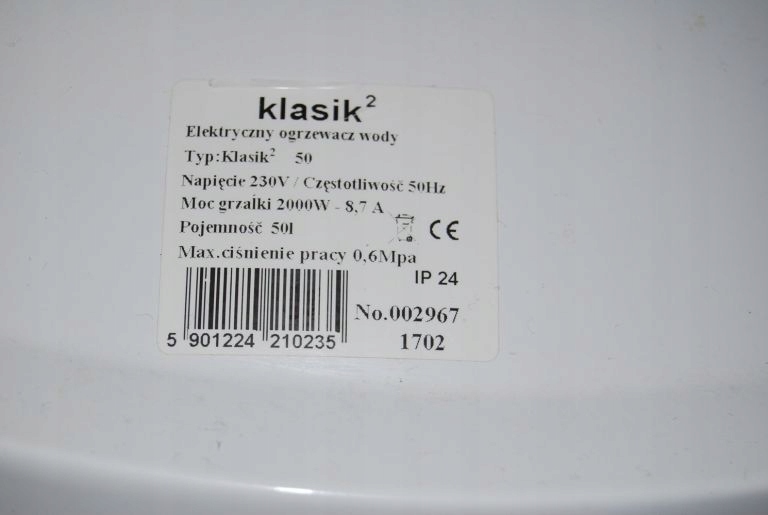 klasik²
Elektryczny ogrzewacz wody
Typ:Klasik² 50
Napięcie 230V / Częstotliwość 50Hz
Moc grzałki 2000W - 8,7 A
Pojemność 50l
CE
Max.ciśnienie pracy 0,6Mpa
IP 24
No.002967
5 901224 210235
1702